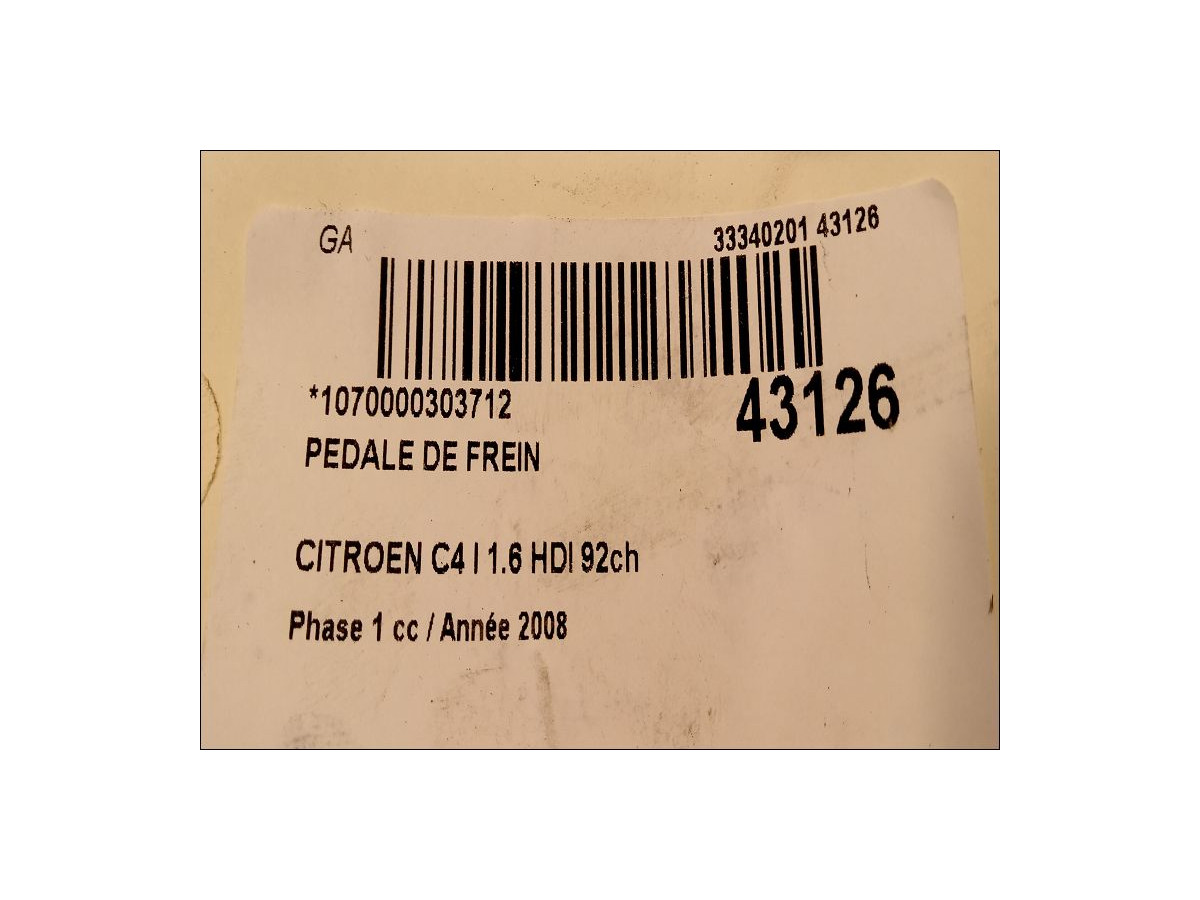 GA 33340201 43126
*1070000303712
43126
PEDALE DE FREIN
CITROEN C4 I 1.6 HDI 92ch
Phase 1 cc / Année 2008